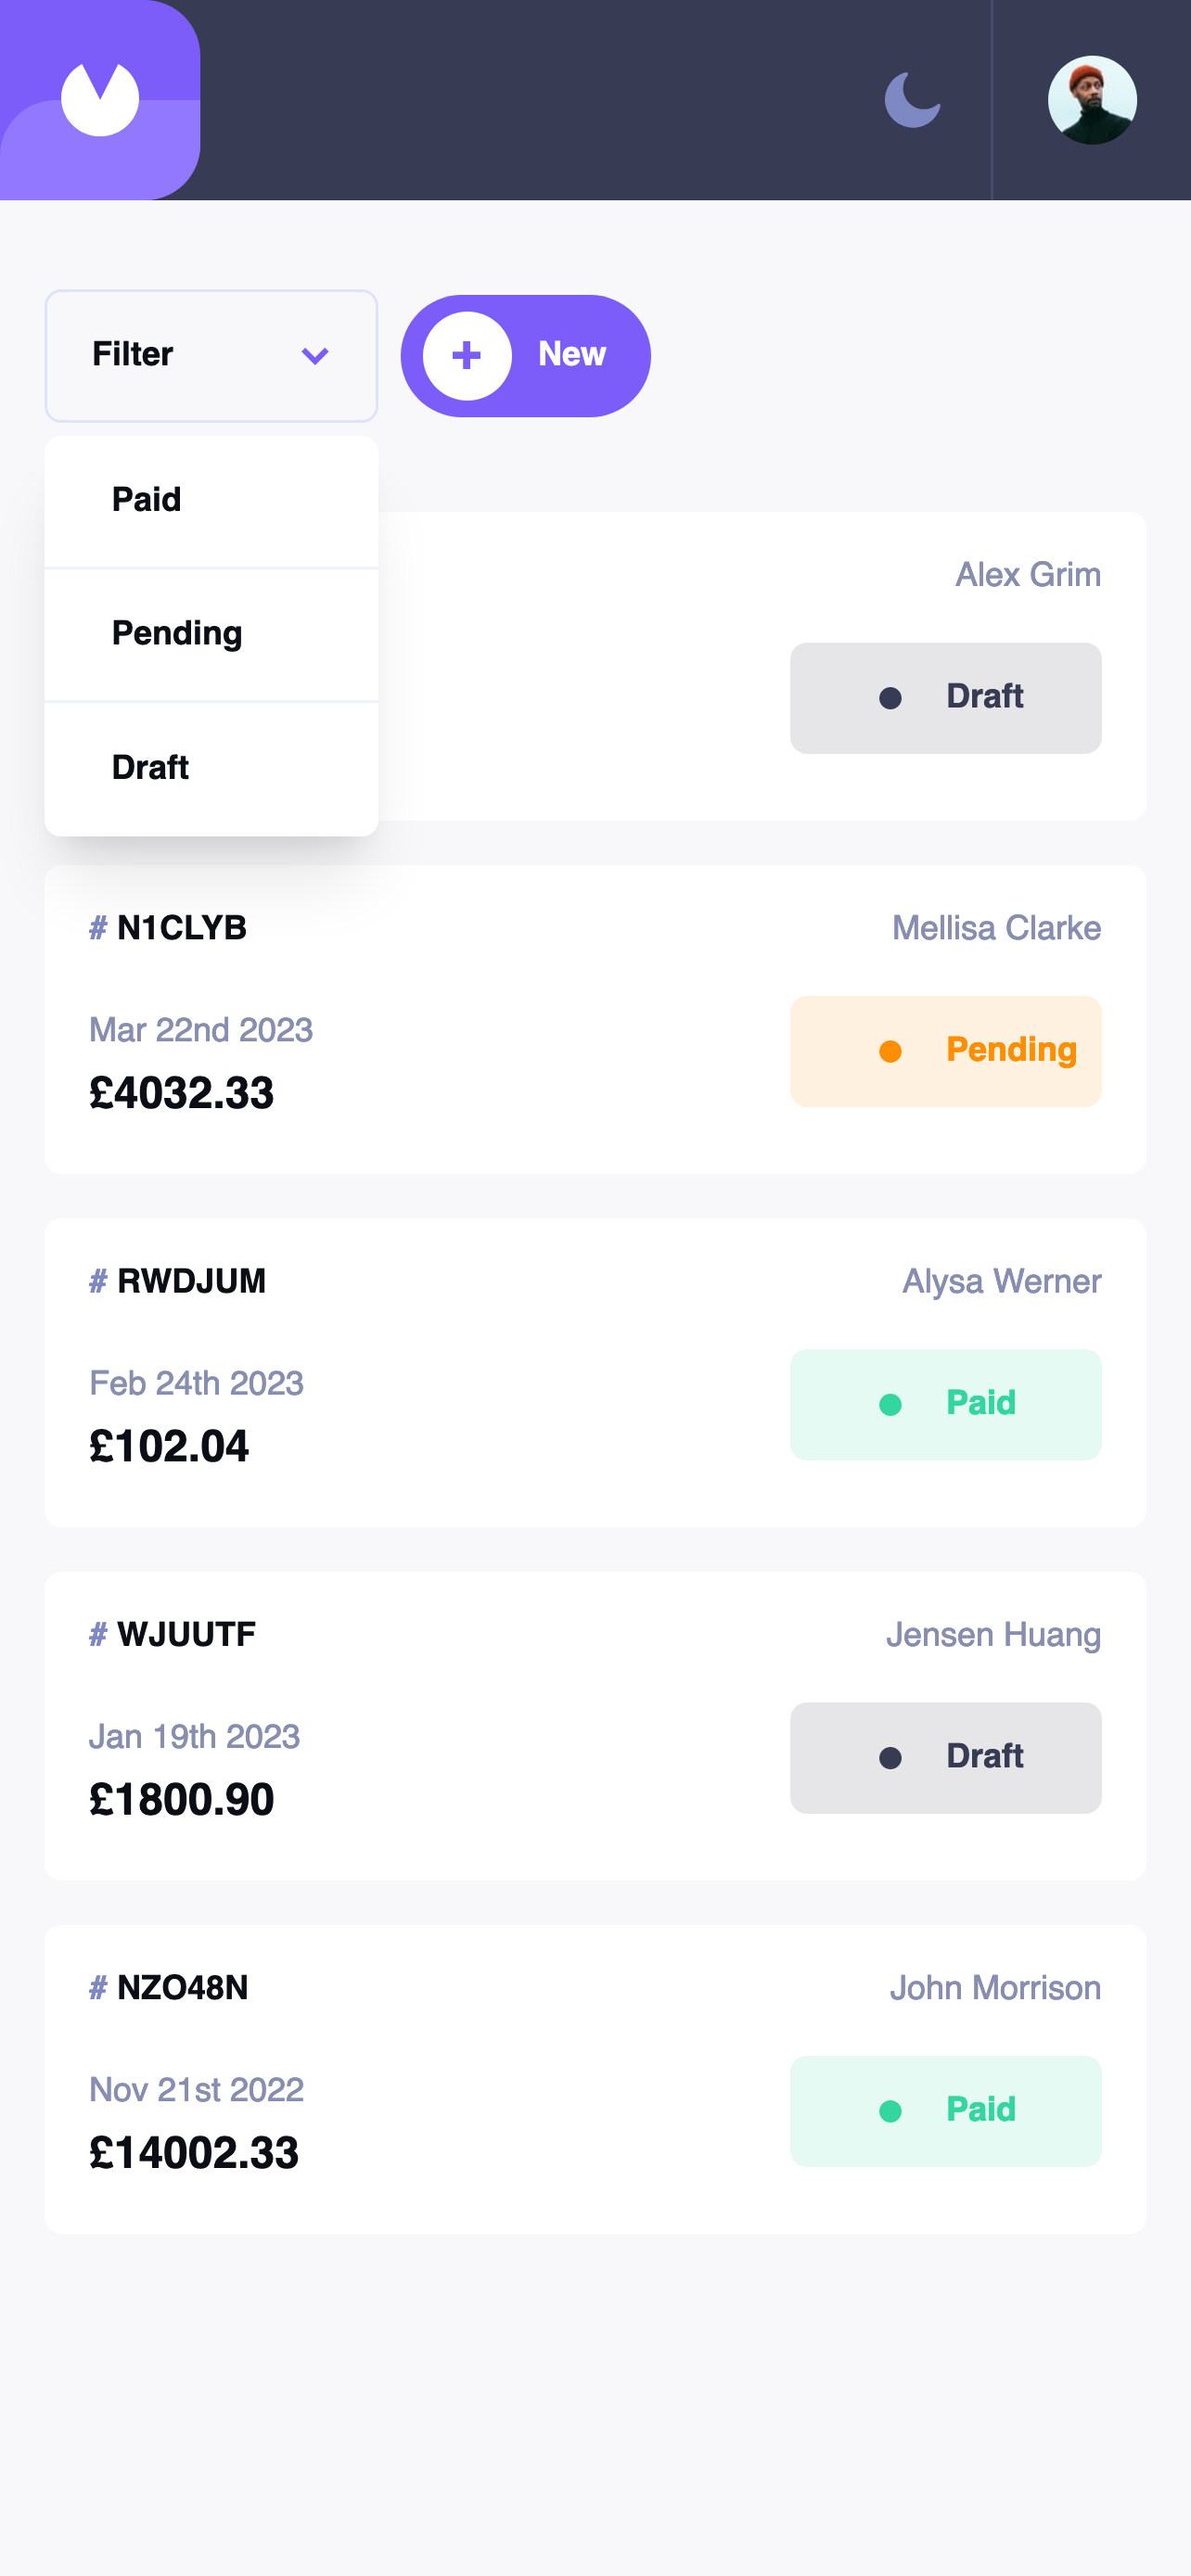 Filter
New
Paid
Pending
Draft
Alex Grim
Draft
# N1CLYB
Mellisa Clarke
Mar 22nd 2023
£4032.33
Pending
# RWDJUM
Alysa Werner
Feb 24th 2023
£102.04
Paid
# WJUUTF
Jensen Huang
Jan 19th 2023
£1800.90
Draft
# NZO48N
John Morrison
Nov 21st 2022
£14002.33
Paid